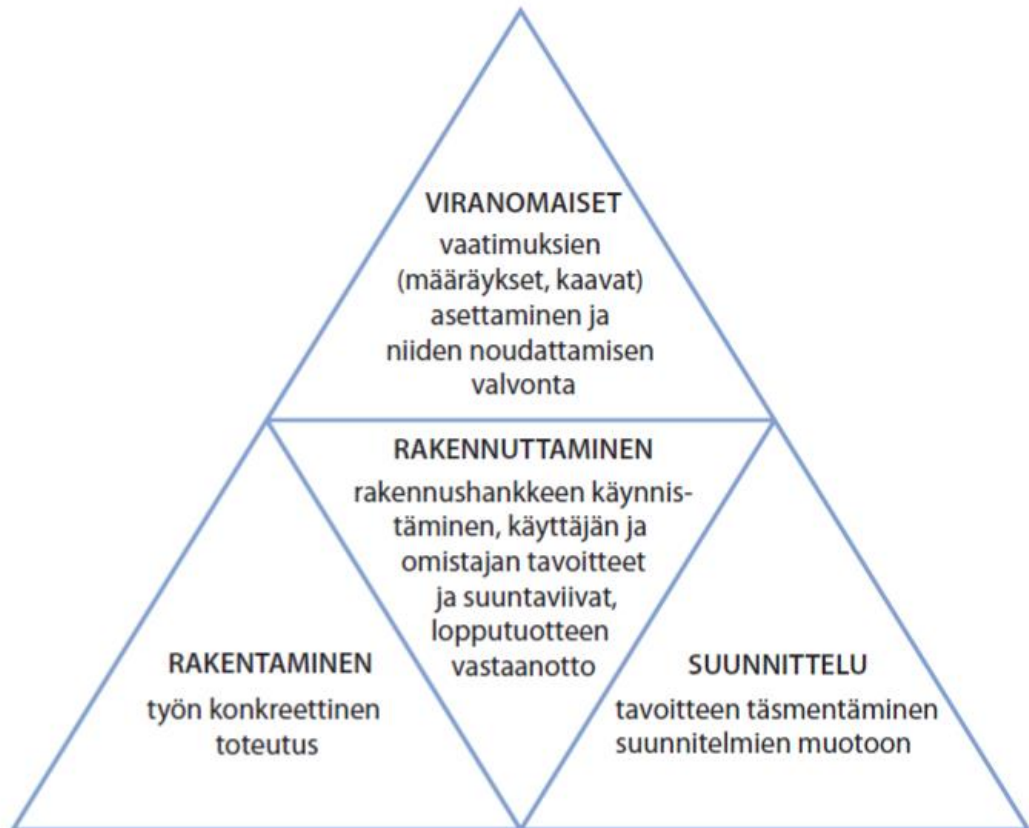 VIRANOMAISET
vaatimuksien
(määräykset, kaavat)
asettaminen ja
niiden noudattamisen
valvonta
RAKENNUTTAMINEN
rakennushankkeen käynnis-
täminen, käyttäjän ja
omistajan tavoitteet
ja suuntaviivat,
lopputuotteen
vastaanotto
RAKENTAMINEN
työn konkreettinen
toteutus
SUUNNITTELU
tavoitteen täsmentäminen
suunnitelmien muotoon